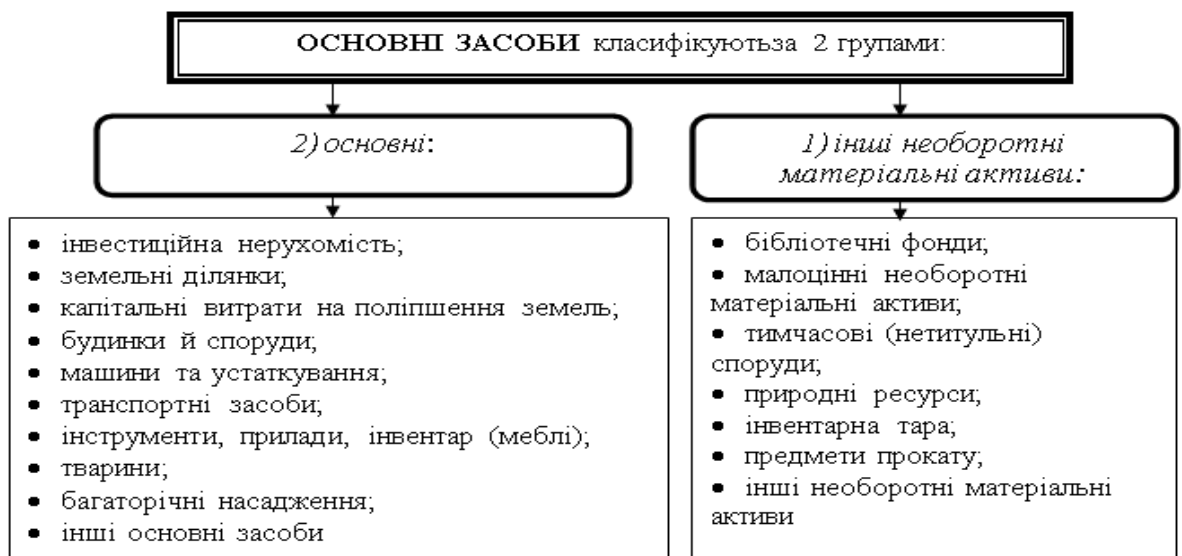 ОСНОВНІ ЗАСОБИ класифікуютьза 2 групами:
2) основні:
• інвестиційна нерухомість;
• земельні ділянки;
• капітальні витрати на поліпшення земель;
• будинки й споруди;
• машини та устаткування;
• транспортні засоби;
• інструменти, прилади, інвентар (меблі);
• тварини;
• багаторічні насадження;
• інші основні засоби
1) інші необоротні
матеріальні активи:
• бібліотечні фонди;
• малоцінні необоротні
матеріальні активи;
• тимчасові (нетитульні)
споруди;
• природні ресурси;
• інвентарна тара;
• предмети прокату;
• інші необоротні матеріальні
активи